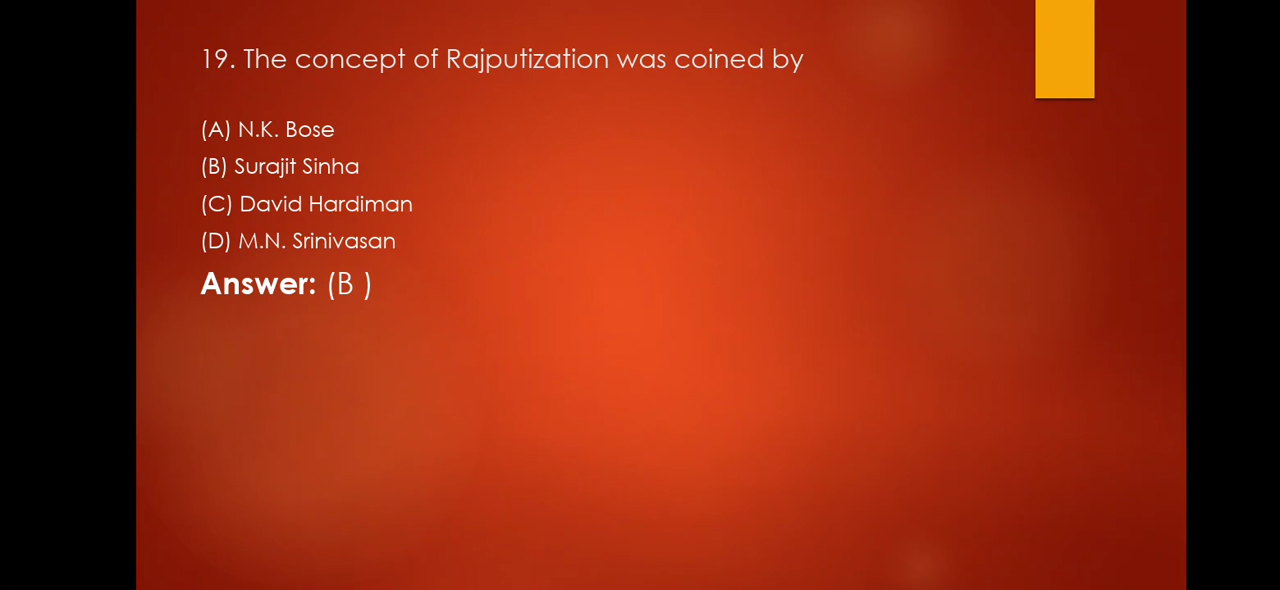 19. The concept of Rajputization was coined by
(A) N.K. Bose
(B) Surajit Sinha
(C) David Hardiman
(D) M.N. Srinivasan
Answer: (B )